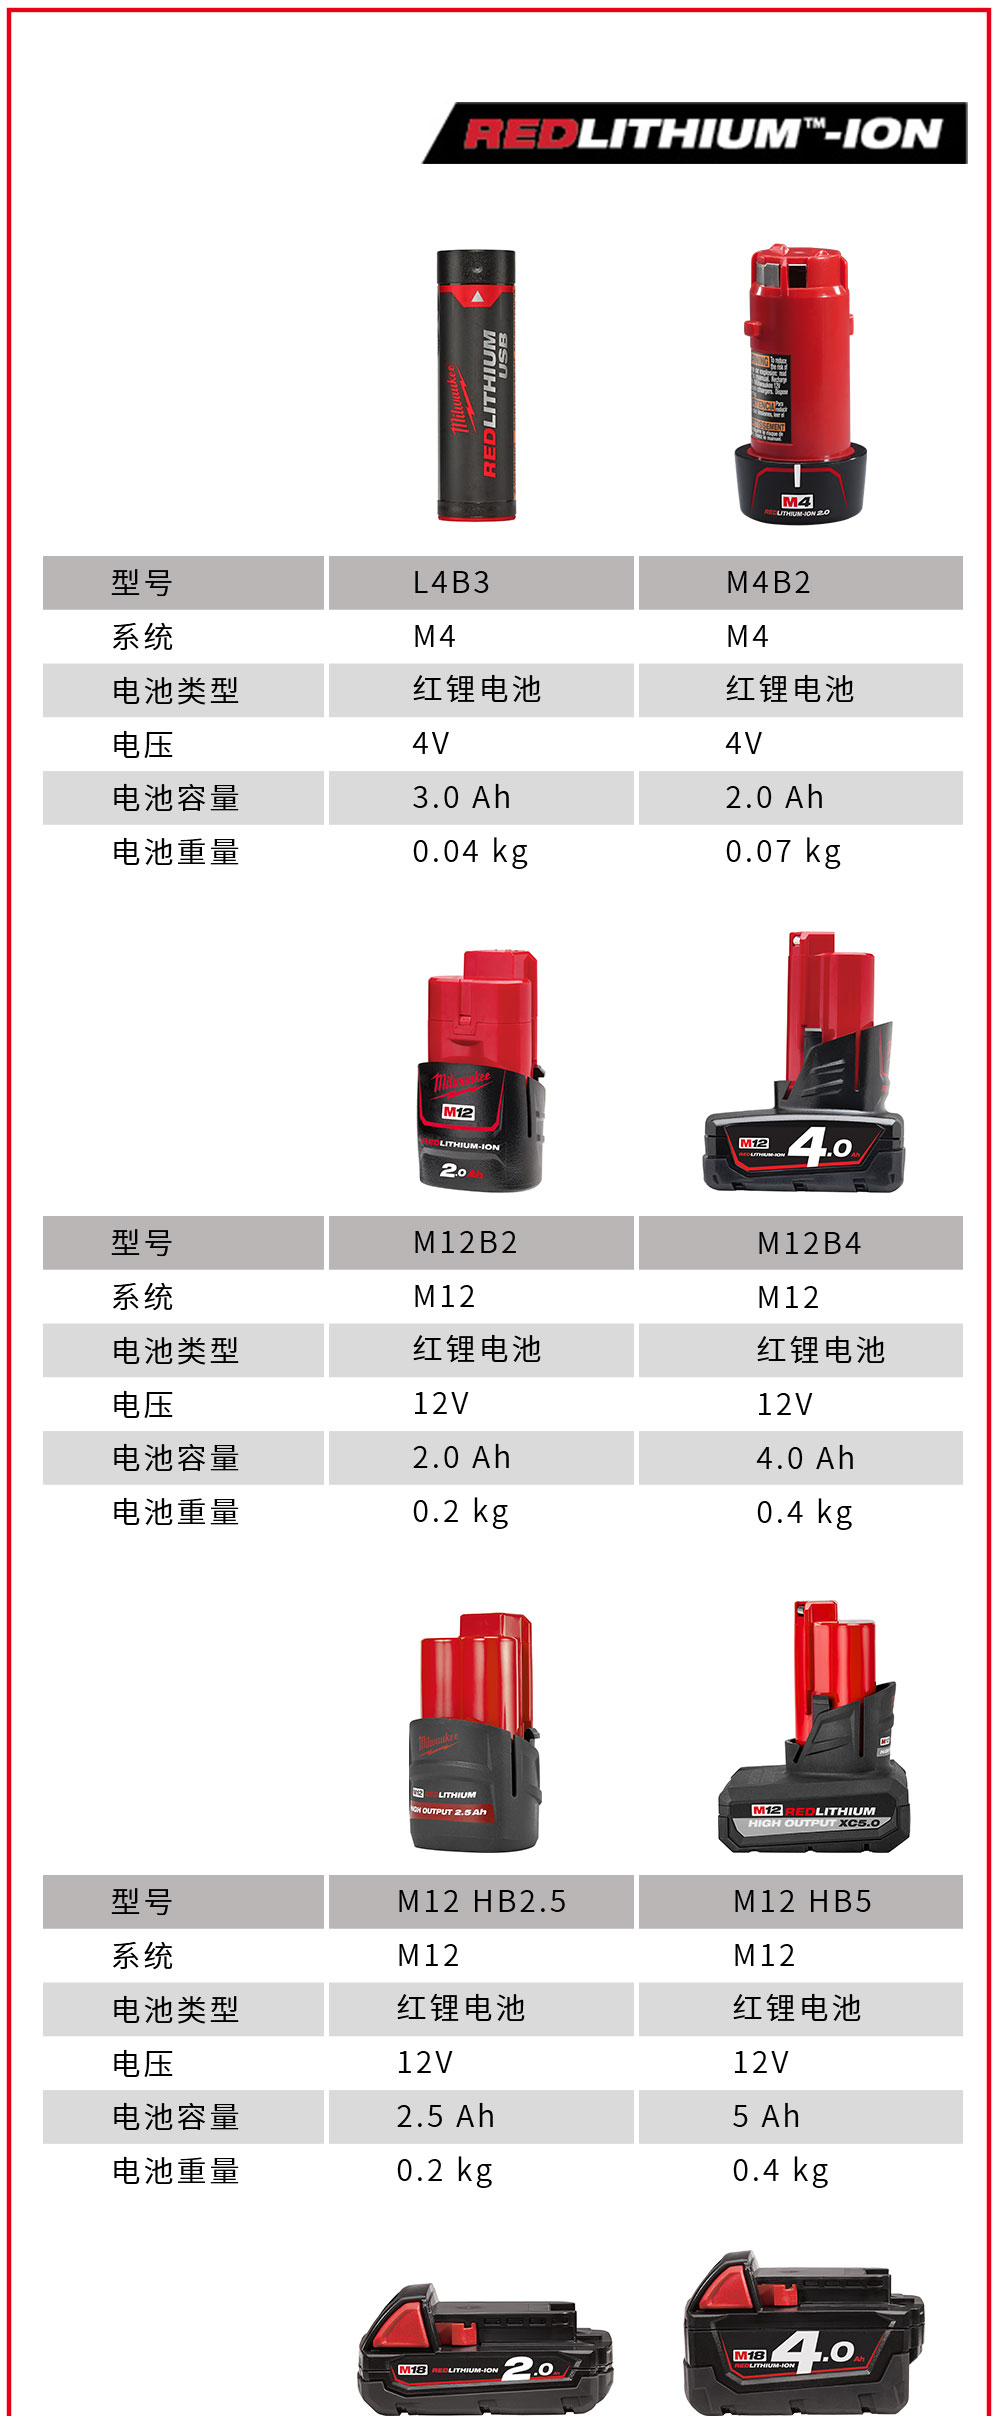 REDLITHIUM™-ION
Milwaukee
REDLITHIUM
USB
M4
REDLITHIUM-ION 2.0
型号 L4B3 M4B2
系统 M4 M4
电池类型 红锂电池 红锂电池
电压 4V 4V
电池容量 3.0 Ah 2.0 Ah
电池重量 0.04 kg 0.07 kg
Milwaukee
M12
REDLITHIUM-ION
2.0 Ah
M12
REDLITHIUM-ION
4.0 Ah
型号 M12B2 M12B4
系统 M12 M12
电池类型 红锂电池 红锂电池
电压 12V 12V
电池容量 2.0 Ah 4.0 Ah
电池重量 0.2 kg 0.4 kg
Milwaukee
M12 REDLITHIUM
HIGH OUTPUT 2.5 Ah
M12 REDLITHIUM
HIGH OUTPUT XC5.0
型号 M12 HB2.5 M12 HB5
系统 M12 M12
电池类型 红锂电池 红锂电池
电压 12V 12V
电池容量 2.5 Ah 5 Ah
电池重量 0.2 kg 0.4 kg
M18 REDLITHIUM-ION 2.0
M18
REDLITHIUM-ION
4.0 Ah